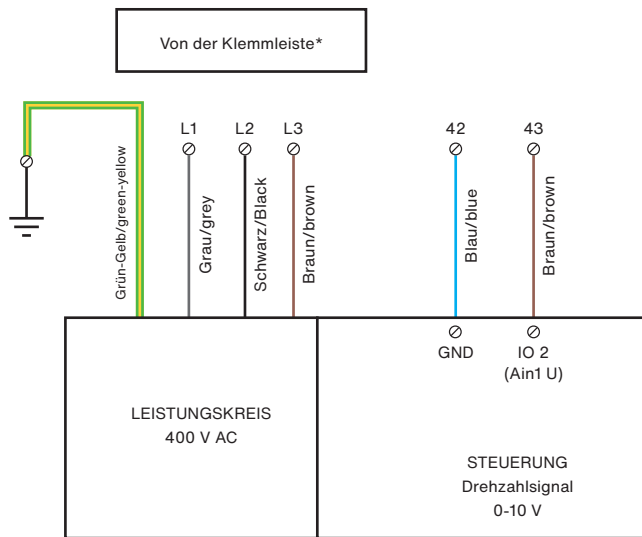 Von der Klemmleiste*
L1
L2
L3
42
43
Grün-Gelb/green-yellow
Grau/grey
Schwarz/Black
Braun/brown
Blau/blue
Braun/brown
GND
IO 2
(Ain1 U)
LEISTUNGSKREIS
400 V AC
STEUERUNG
Drehzahlsignal
0-10 V